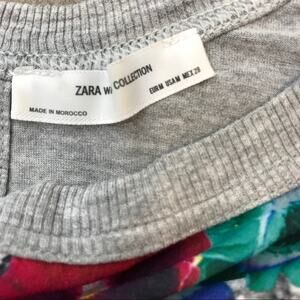 ZARA W COLLECTION
MADE IN MOROCCO
EUR M USA M MEX 28